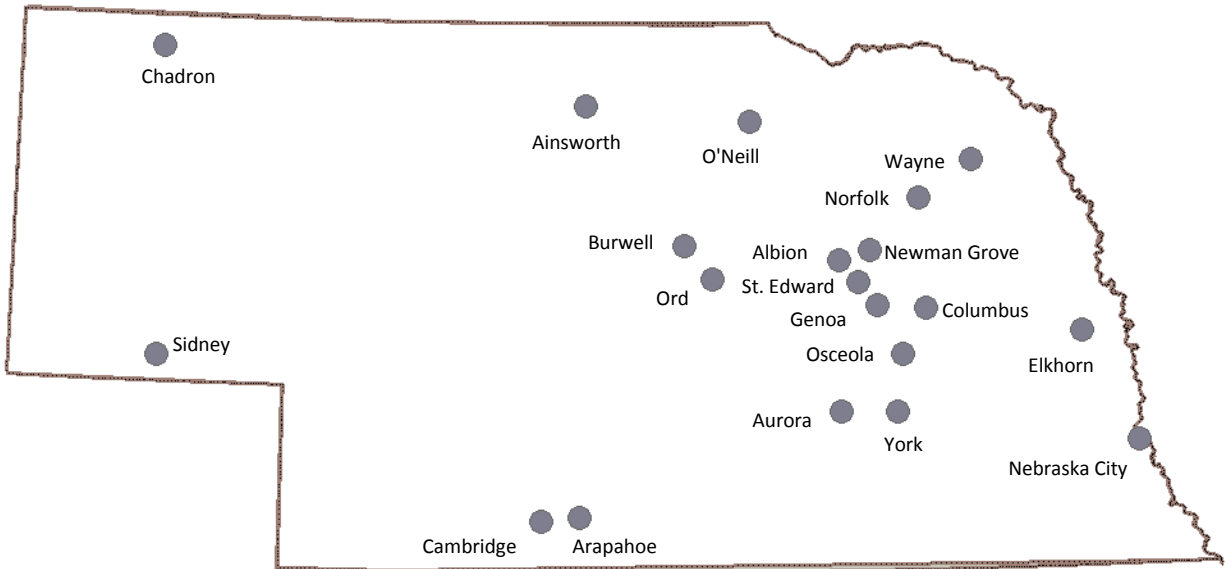 Chadron
Ainsworth
O'Neill
Wayne
Norfolk
Burwell
Albion
Newman Grove
St. Edward
Ord
Genoa
Columbus
Sidney
Osceola
Elkhorn
Aurora
York
Nebraska City
Cambridge
Arapahoe